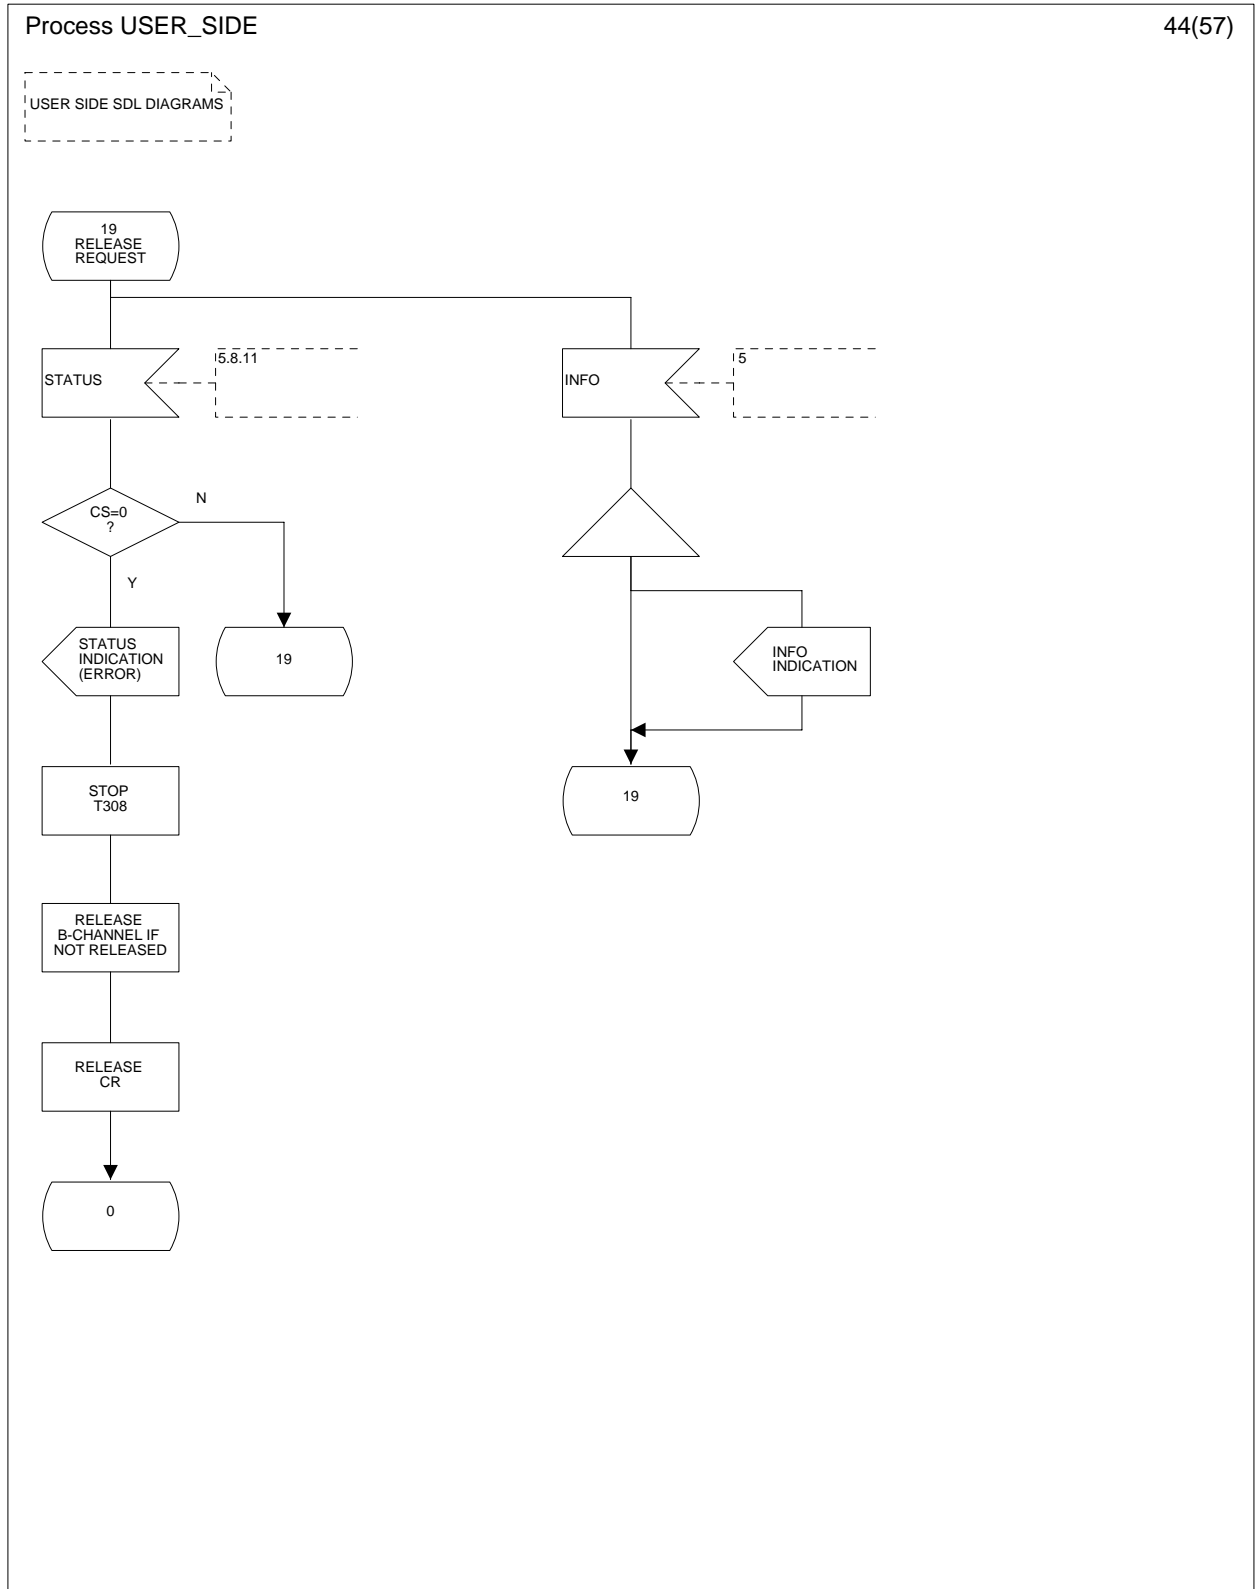 Process USER_SIDE
44(57)
USER SIDE SDL DIAGRAMS
19
RELEASE
REQUEST
STATUS
5.8.11
INFO
5
CS=0
?
N
Y
STATUS
INDICATION
(ERROR)
19
INFO
INDICATION
STOP
T308
19
RELEASE
B-CHANNEL IF
NOT RELEASED
RELEASE
CR
0